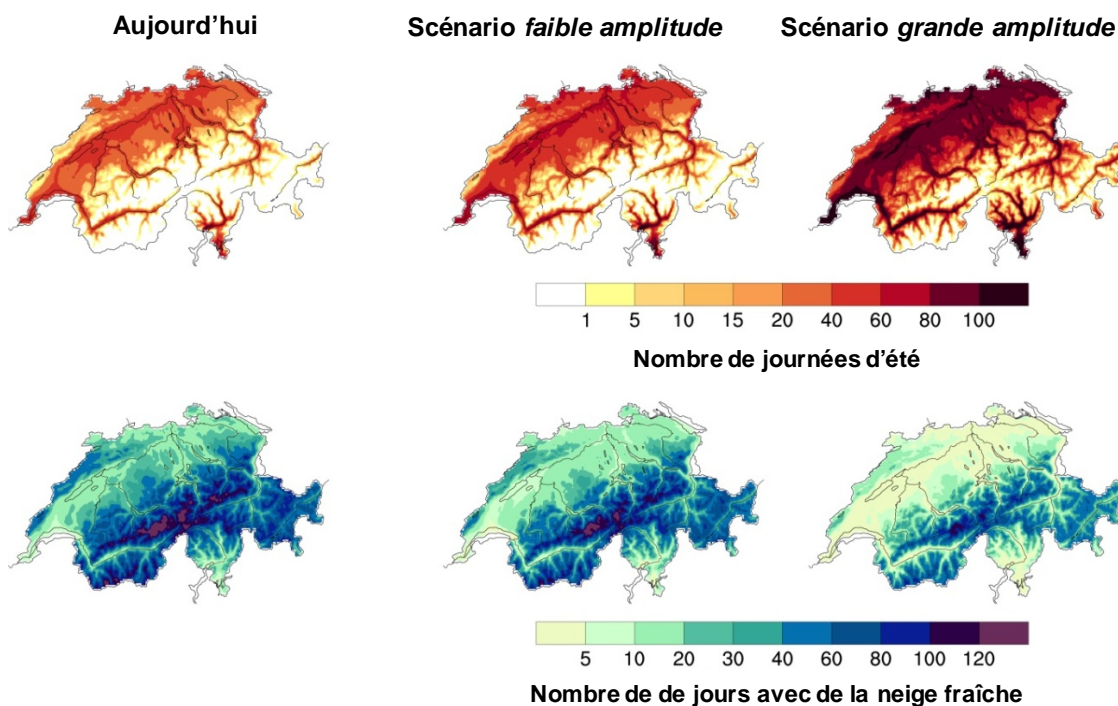 Aujourd’hui
Scénario faible amplitude
Scénario grande amplitude
1 5 10 15 20 40 60 80 100
Nombre de journées d’été
5 10 20 30 40 60 80 100 120
Nombre de de jours avec de la neige fraîche